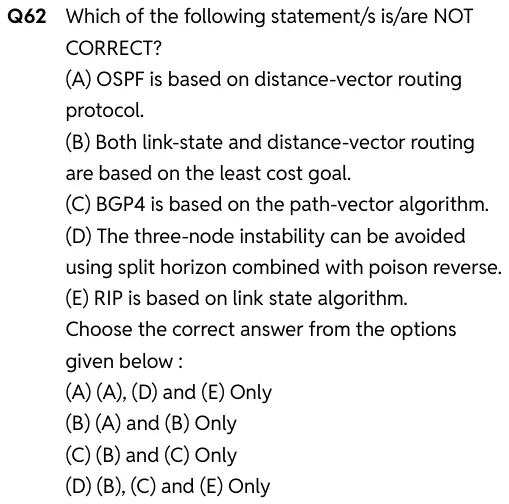 Q62 Which of the following statement/s is/are NOT
CORRECT?
(A) OSPF is based on distance-vector routing
protocol.
(B) Both link-state and distance-vector routing
are based on the least cost goal.
(C) BGP4 is based on the path-vector algorithm.
(D) The three-node instability can be avoided
using split horizon combined with poison reverse.
(E) RIP is based on link state algorithm.
Choose the correct answer from the options
given below :
(A) (A), (D) and (E) Only
(B) (A) and (B) Only
(C) (B) and (C) Only
(D) (B), (C) and (E) Only